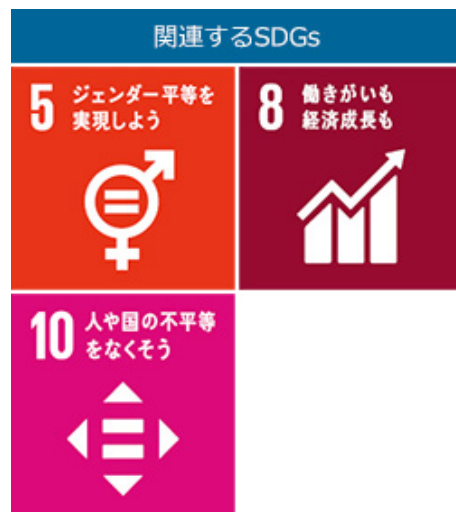 関連するSDGs
5 ジェンダー平等を
実現しよう
8 働きがいも
経済成長も
10 人や国の不平等
をなくそう